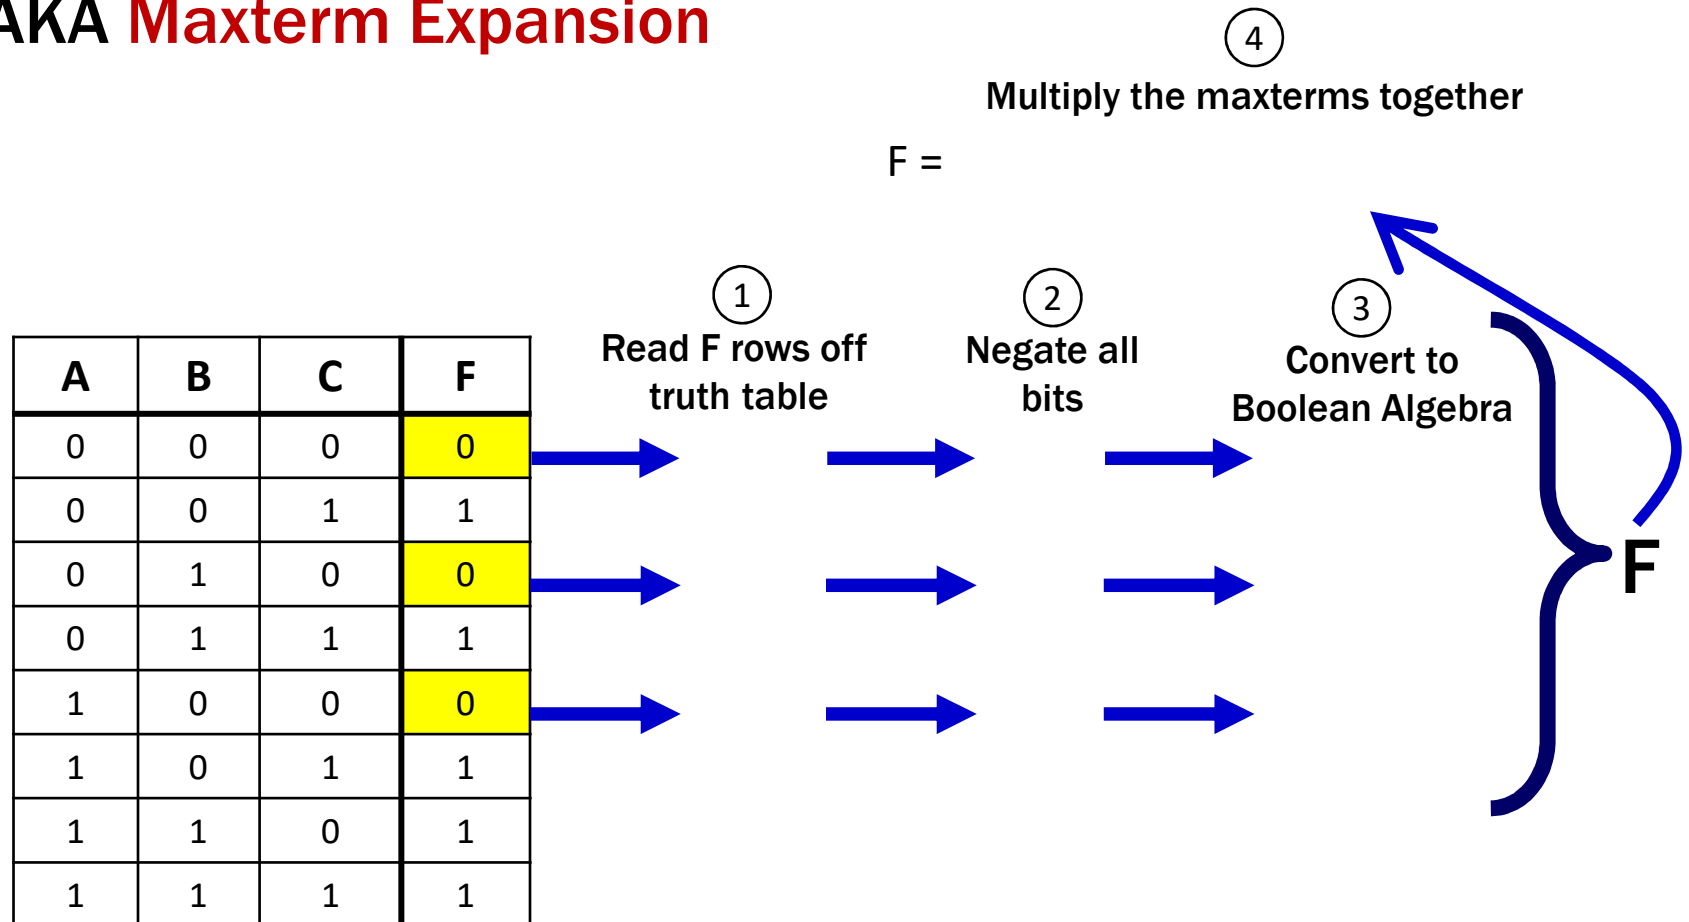 AKA Maxterm Expansion
4
Multiply the maxterms together
F =
1
Read F rows off
truth table
2
Negate all
bits
3
Convert to
Boolean Algebra
A B C F
0 0 0 0
0 0 1 1
0 1 0 0
0 1 1 1
1 0 0 0
1 0 1 1
1 1 0 1
1 1 1 1
F